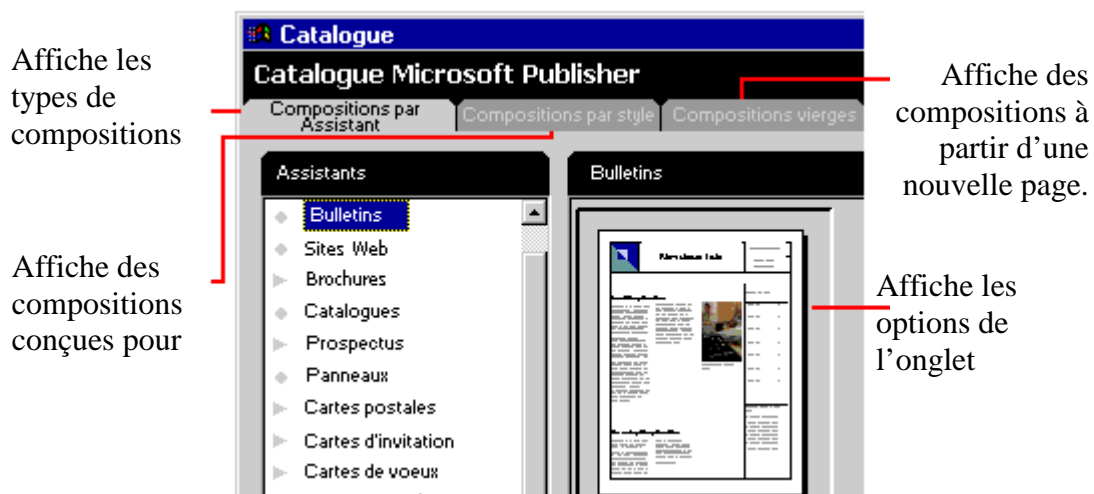 Catalogue
Catalogue Microsoft Publisher
Compositions par
Assistant
Compositions par style
Compositions vierges
Affiche les
types de
compositions
Affiche des
compositions à
partir d’une
nouvelle page.
Assistants
Bulletins
Bulletins
Sites Web
Brochures
Catalogues
Prospectus
Panneaux
Cartes postales
Cartes d'invitation
Cartes de voeux
Affiche des
compositions
conçues pour
Affiche les
options de
l’onglet